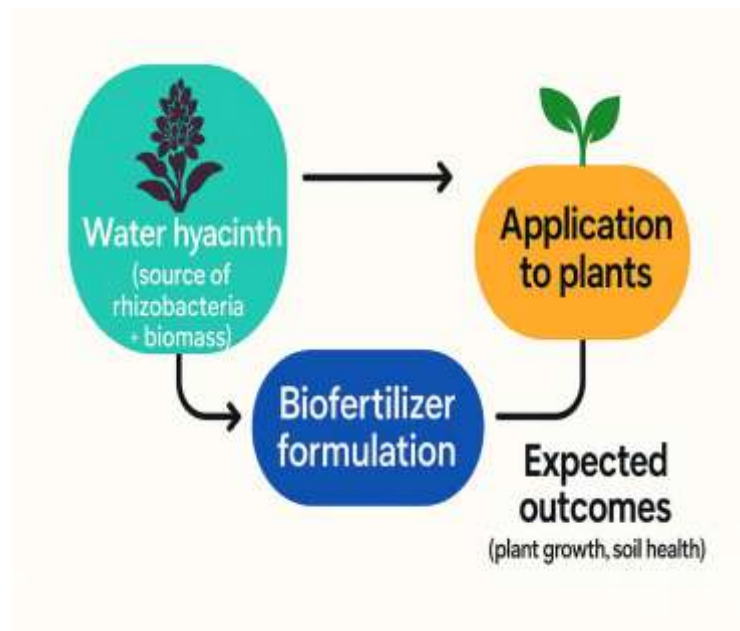 Water hyacinth
(source of
rhizobacteria
+ biomass)
Application
to plants
Biofertilizer
formulation
Expected
outcomes
(plant growth, soil health)